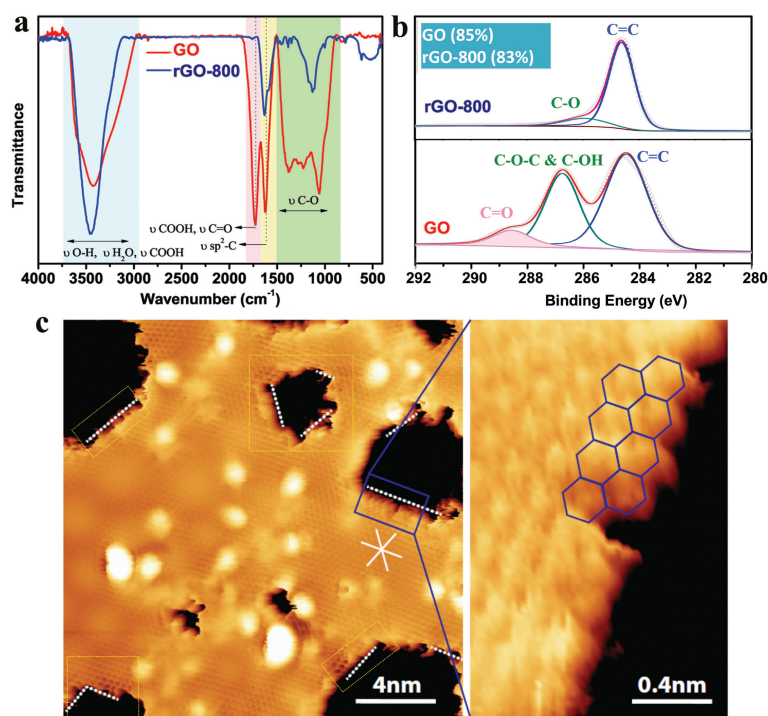 a
GO
rGO-800
Transmittance
υ COOH, υ C=O
υ sp²-C
υ C-O
υ O-H, υ H₂O, υ COOH
4000 3500 3000 2500 2000 1500 1000 500
Wavenumber (cm⁻¹)
b
GO (85%)
rGO-800 (83%)
C=C
C-O
rGO-800
C-O-C & C-OH
C=C
C=O
GO
292 290 288 286 284 282 280
Binding Energy (eV)
c
4nm
0.4nm